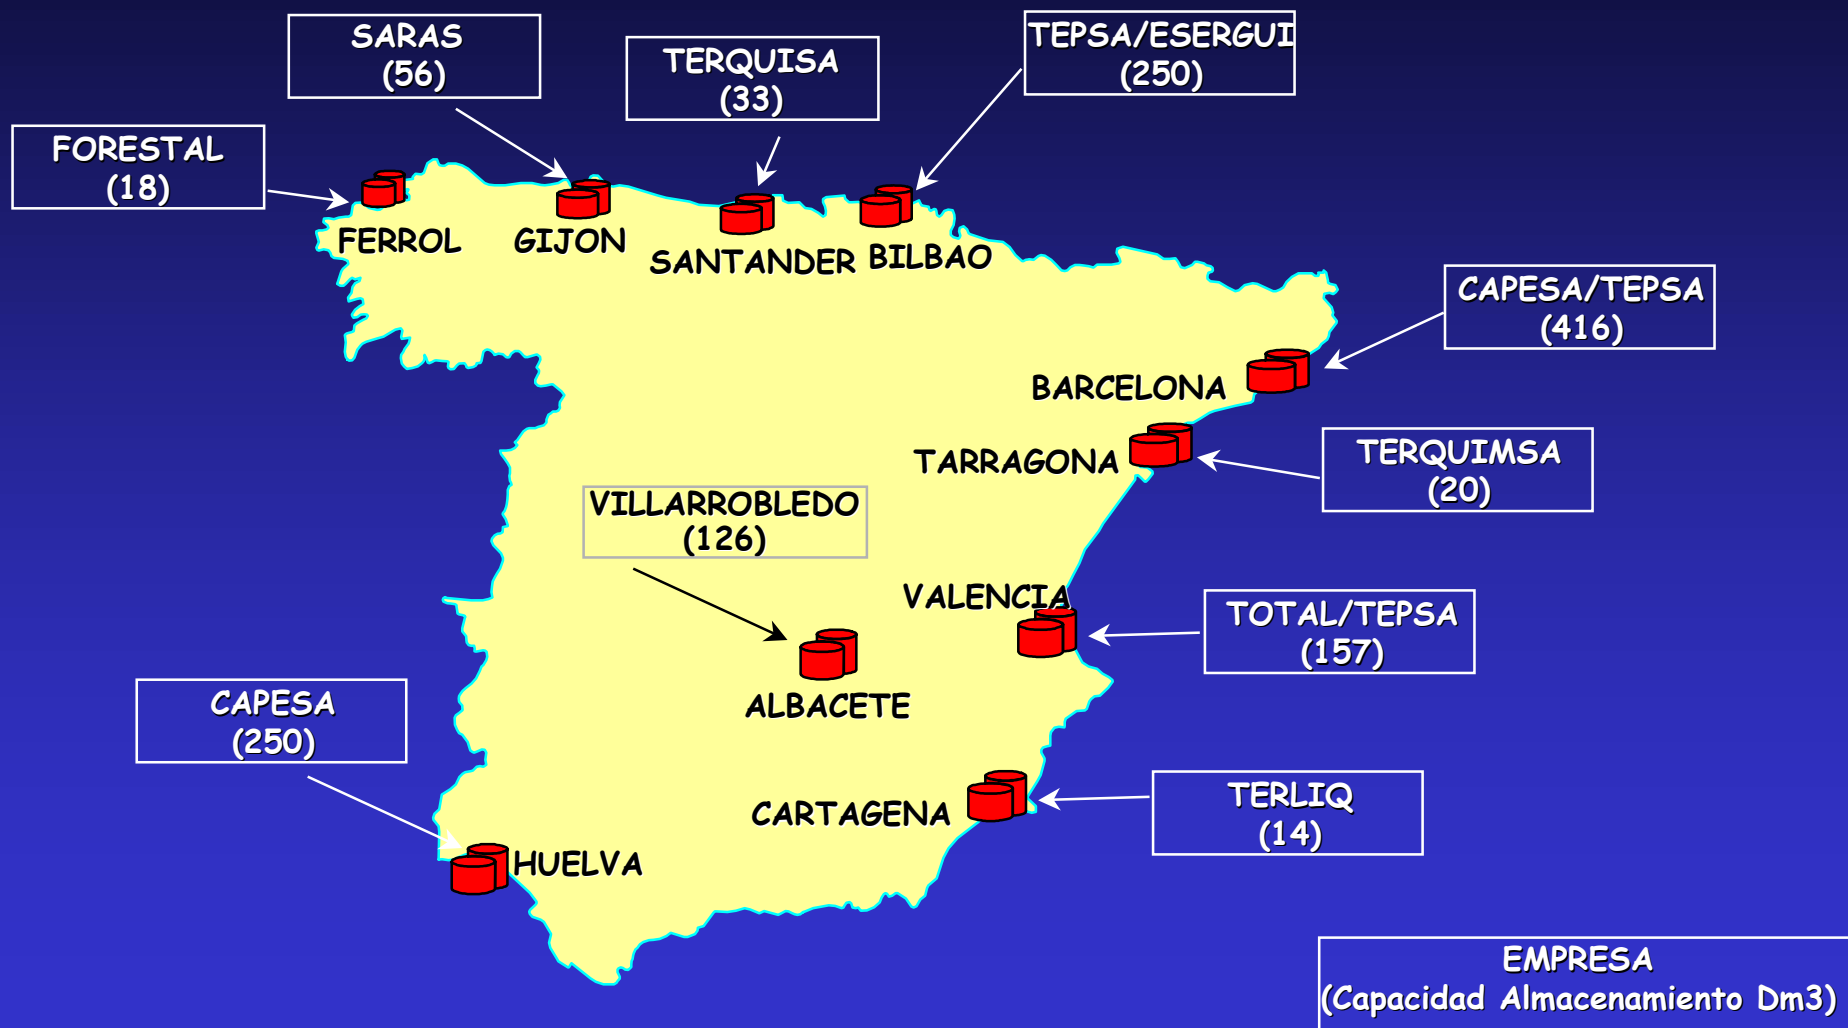 SARAS
(56)
TERQUISA
(33)
TEPSA/ESERGUI
(250)
FORESTAL
(18)
FERROL
GIJON
SANTANDER
BILBAO
CAPESA/TEPSA
(416)
BARCELONA
TARRAGONA
TERQUIMSA
(20)
VILLARROBLEDO
(126)
VALENCIA
TOTAL/TEPSA
(157)
ALBACETE
CAPESA
(250)
CARTAGENA
TERLIQ
(14)
HUELVA
EMPRESA
(Capacidad Almacenamiento Dm3)